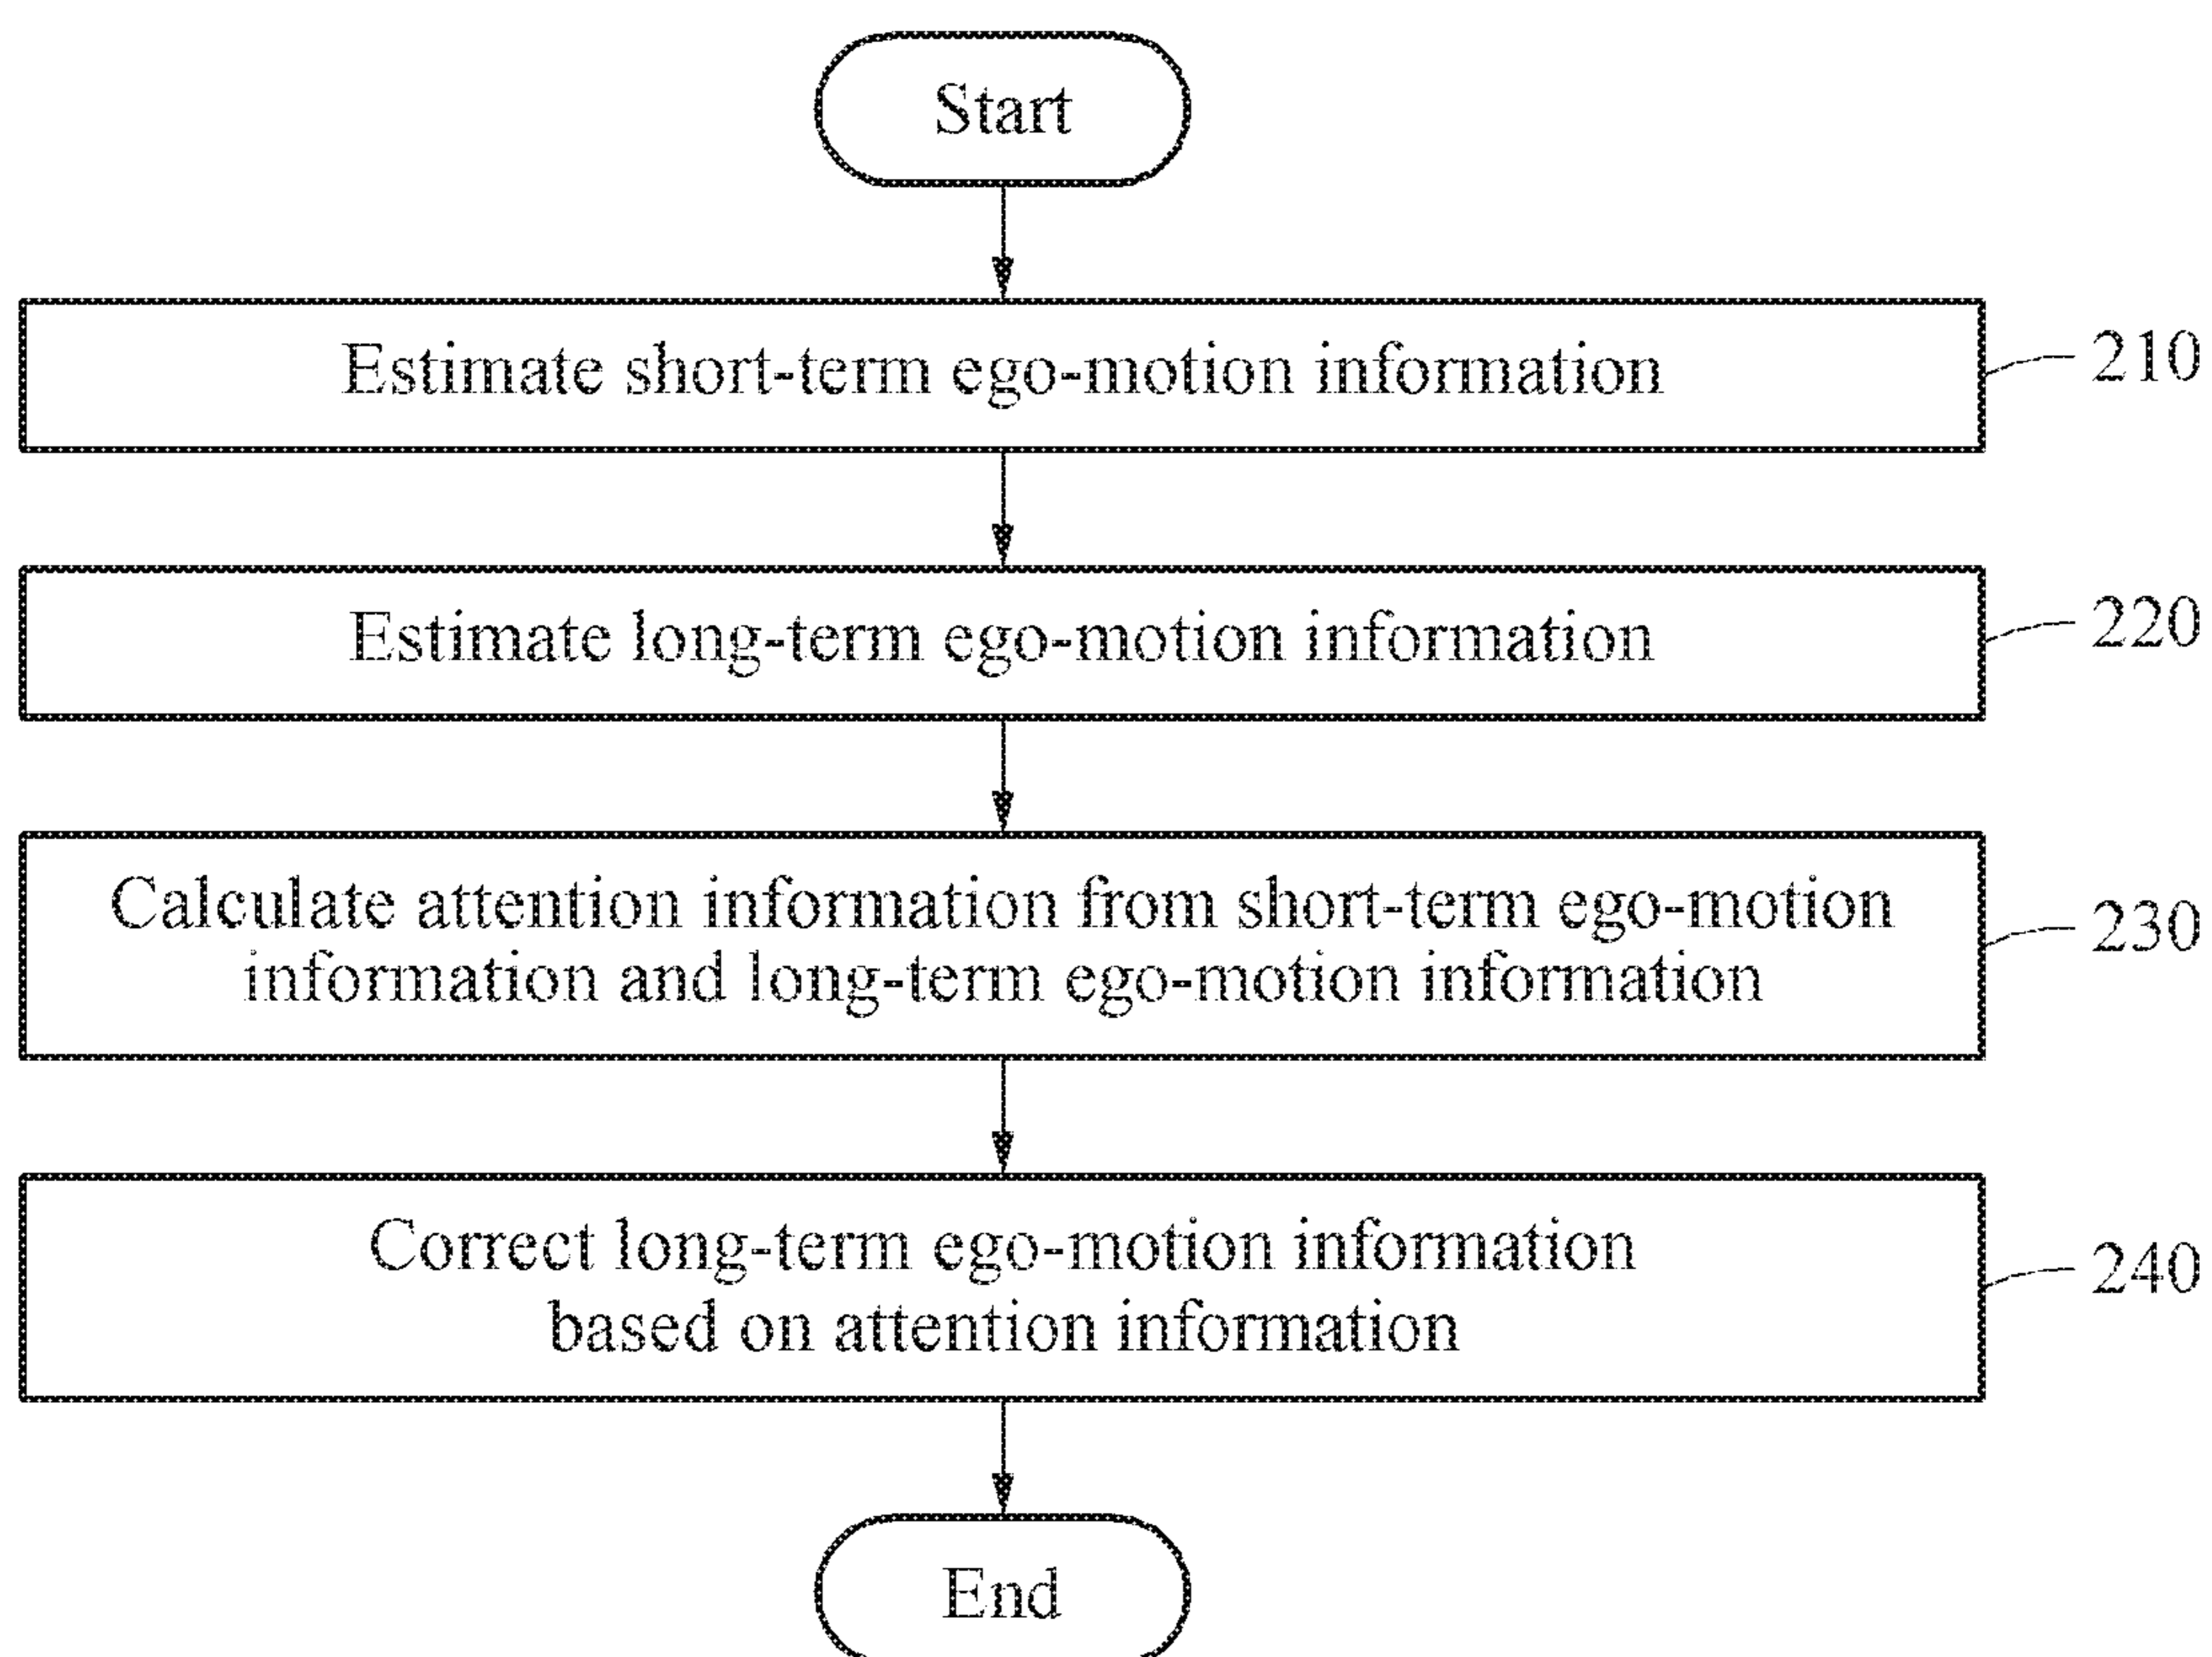 Start
Estimate short-term ego-motion information
210
Estimate long-term ego-motion information
220
Calculate attention information from short-term ego-motion
information and long-term ego-motion information
230
Correct long-term ego-motion information
based on attention information
240
End